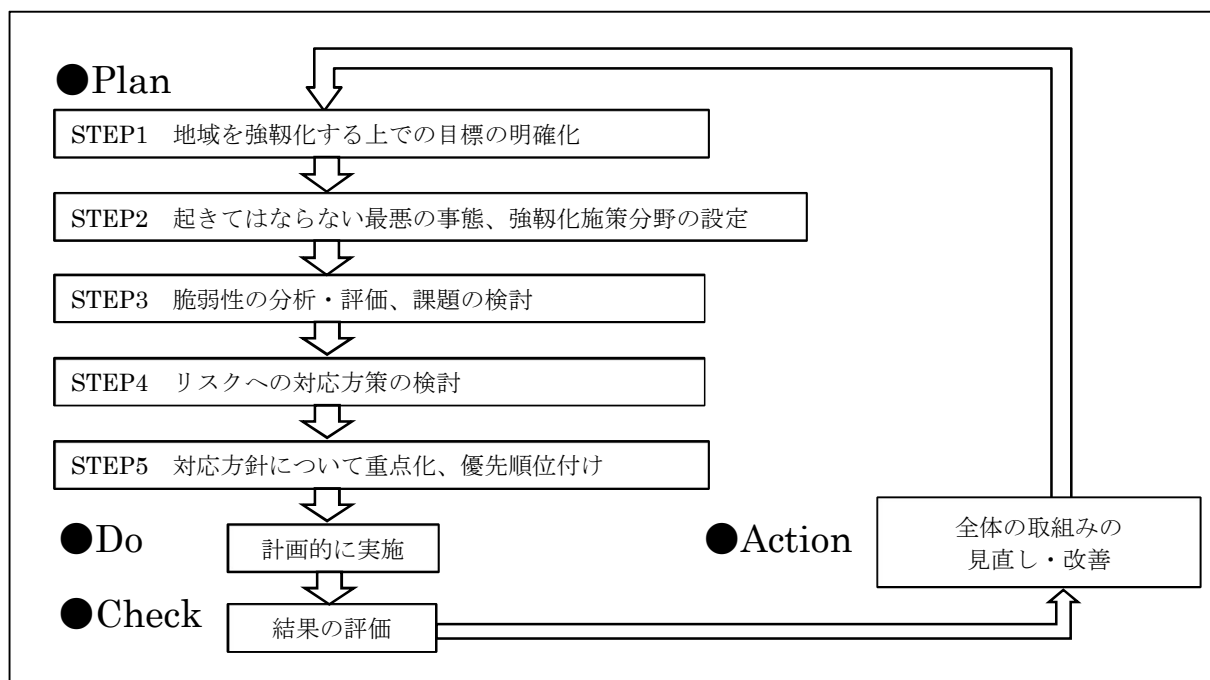 ●Plan
STEP1 地域を強靱化する上での目標の明確化
STEP2 起きてはならない最悪の事態、強靱化施策分野の設定
STEP3 脆弱性の分析・評価、課題の検討
STEP4 リスクへの対応方策の検討
STEP5 対応方針について重点化、優先順位付け
●Do
計画的に実施
●Check
結果の評価
●Action
全体の取組みの
見直し・改善